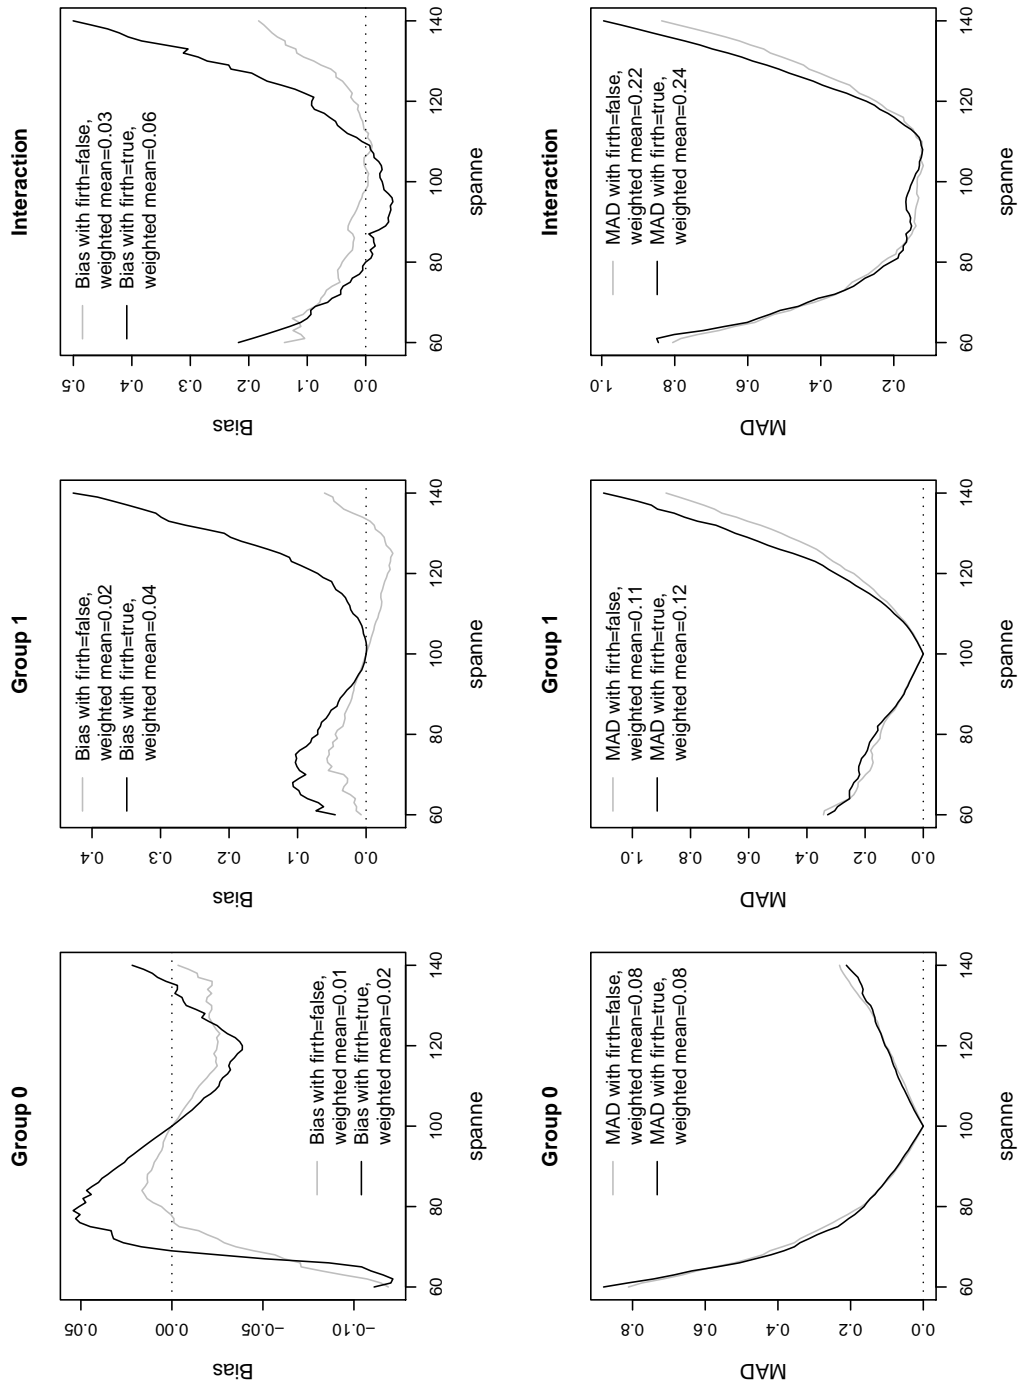 Group 0
Bias
0.05
0.00
−0.05
−0.10
Bias with firth=false,
weighted mean=0.01
Bias with firth=true,
weighted mean=0.02
60 80 100 120 140
spanne
Group 1
Bias
0.4
0.3
0.2
0.1
0.0
Bias with firth=false,
weighted mean=0.02
Bias with firth=true,
weighted mean=0.04
60 80 100 120 140
spanne
Interaction
Bias
0.5
0.4
0.3
0.2
0.1
0.0
Bias with firth=false,
weighted mean=0.03
Bias with firth=true,
weighted mean=0.06
60 80 100 120 140
spanne
Group 0
MAD
0.8
0.6
0.4
0.2
0.0
MAD with firth=false,
weighted mean=0.08
MAD with firth=true,
weighted mean=0.08
60 80 100 120 140
spanne
Group 1
MAD
1.0
0.8
0.6
0.4
0.2
0.0
MAD with firth=false,
weighted mean=0.11
MAD with firth=true,
weighted mean=0.12
60 80 100 120 140
spanne
Interaction
MAD
1.0
0.8
0.6
0.4
0.2
MAD with firth=false,
weighted mean=0.22
MAD with firth=true,
weighted mean=0.24
60 80 100 120 140
spanne